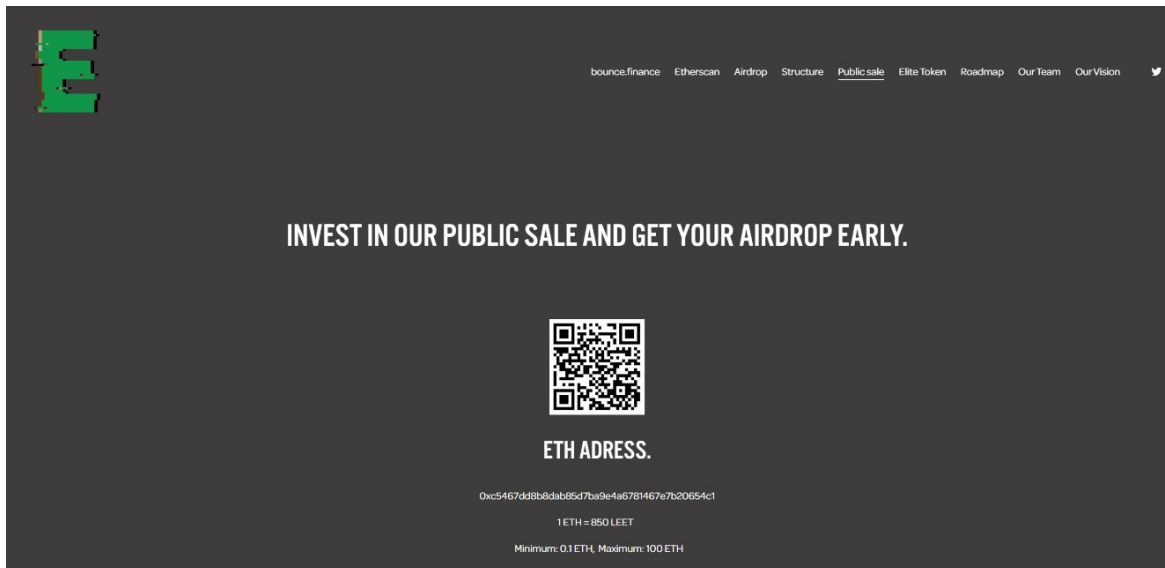 E
bounce.finance Etherscan Airdrop Structure Public sale Elite Token Roadmap Our Team Our Vision
INVEST IN OUR PUBLIC SALE AND GET YOUR AIRDROP EARLY.
ETH ADRESS.
0xc5467dd8b8dab85d7ba9e4a6781467e7b20654c1
1 ETH = 850 LEET
Minimum: 0.1 ETH, Maximum: 100 ETH